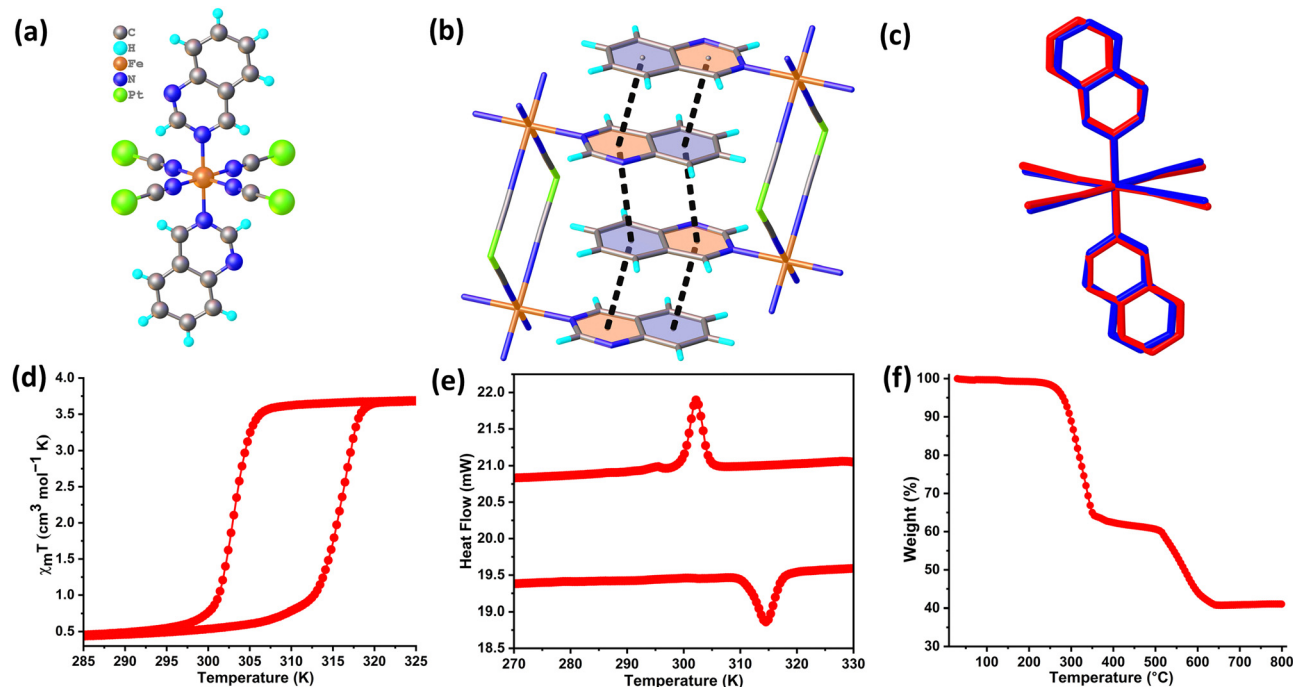 (a)
C
H
Fe
N
Pt
(b)
(c)
(d)
4.0
3.5
3.0
2.5
2.0
1.5
1.0
0.5
χmT (cm³ mol⁻¹ K)
285 290 295 300 305 310 315 320 325
Temperature (K)
(e)
22.0
21.5
21.0
20.5
20.0
19.5
19.0
18.5
Heat Flow (mW)
270 280 290 300 310 320 330
Temperature (K)
(f)
100
90
80
70
60
50
40
30
Weight (%)
100 200 300 400 500 600 700 800
Temperature (°C)